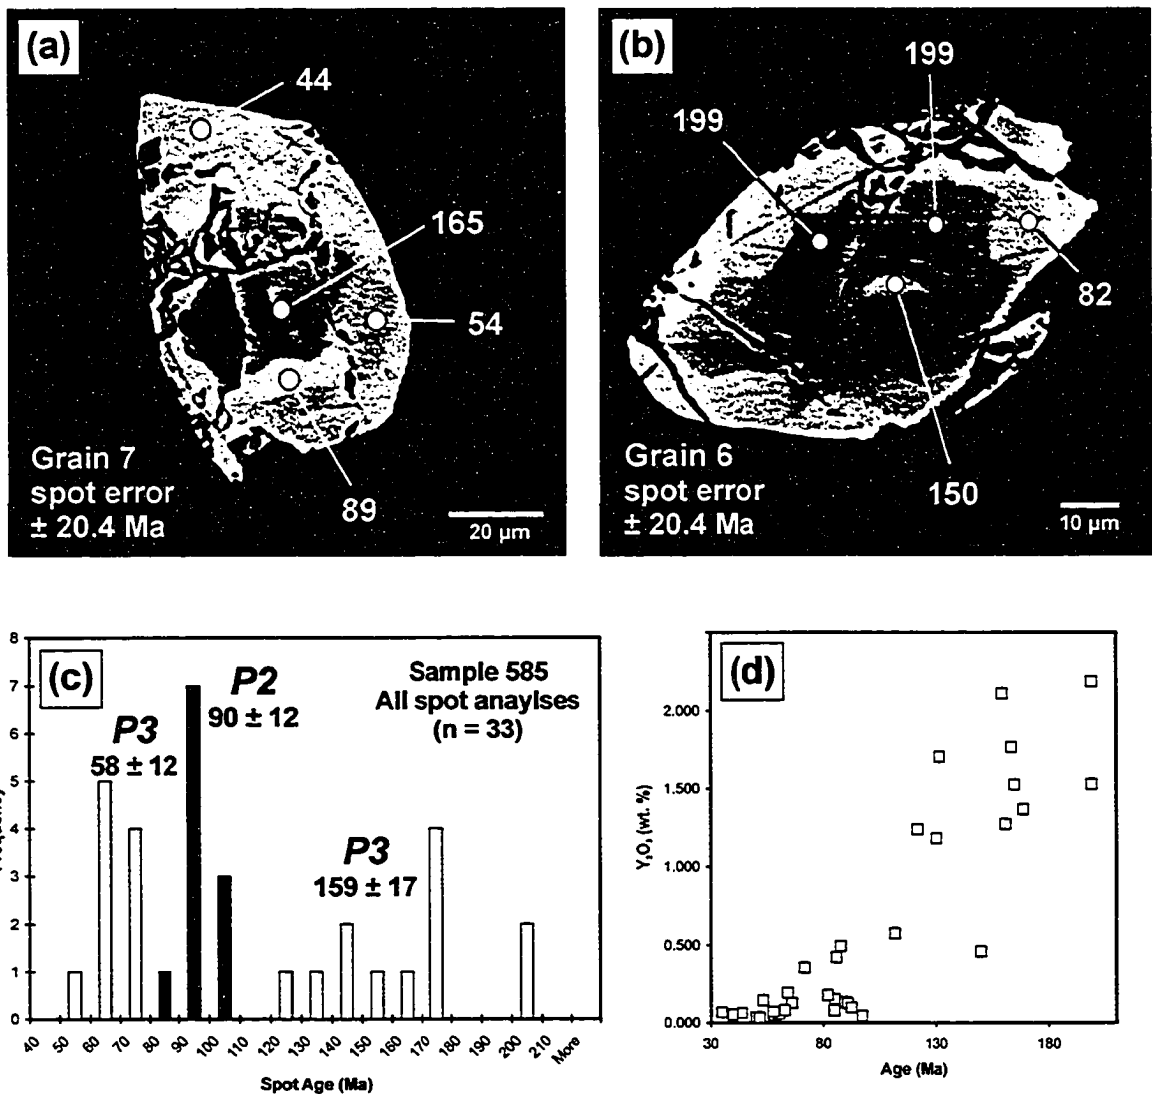 (a)
44
165
54
89
Grain 7
spot error
± 20.4 Ma
20 µm
(b)
199
199
82
150
Grain 6
spot error
± 20.4 Ma
10 µm
(c)
P3
58 ± 12
P2
90 ± 12
Sample 585
All spot anaylses
(n = 33)
P3
159 ± 17
8
7
6
5
4
3
2
1
0
40 50 60 70 80 90 100 110 120 130 140 150 160 170 180 190 200 210 More
Spot Age (Ma)
(d)
Y₂O₃ (wt. %)
2.000
1.500
1.000
0.500
0.000
30 80 130 180
Age (Ma)